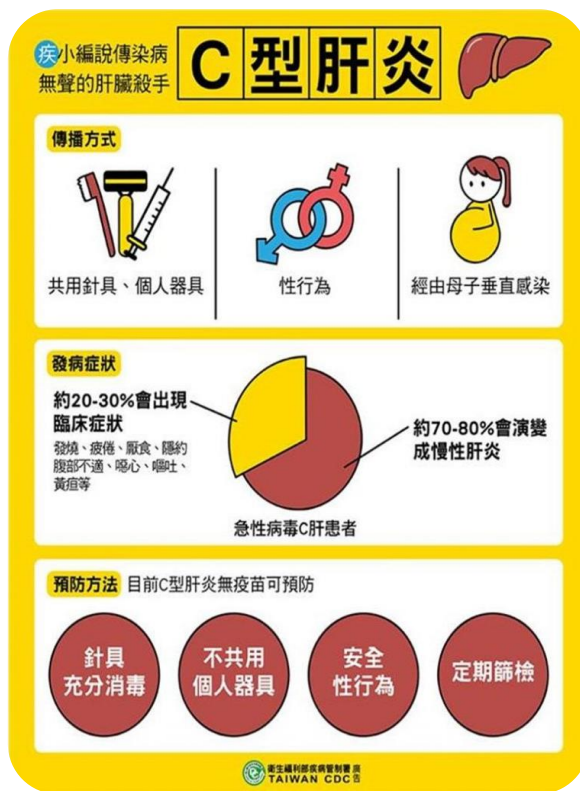 疾小編說傳染病
無聲的肝臟殺手
C型肝炎
傳播方式
共用針具、個人器具
性行為
經由母子垂直感染
發病症狀
約20-30%會出現
臨床症狀
發燒、疲倦、厭食、隱約
腹部不適、噁心、嘔吐、
黃疸等
約70-80%會演變
成慢性肝炎
急性病毒C肝患者
預防方法 目前C型肝炎無疫苗可預防
針具
充分消毒
不共用
個人器具
安全
性行為
定期篩檢
衛生福利部疾病管制署
TAIWAN CDC
廣告